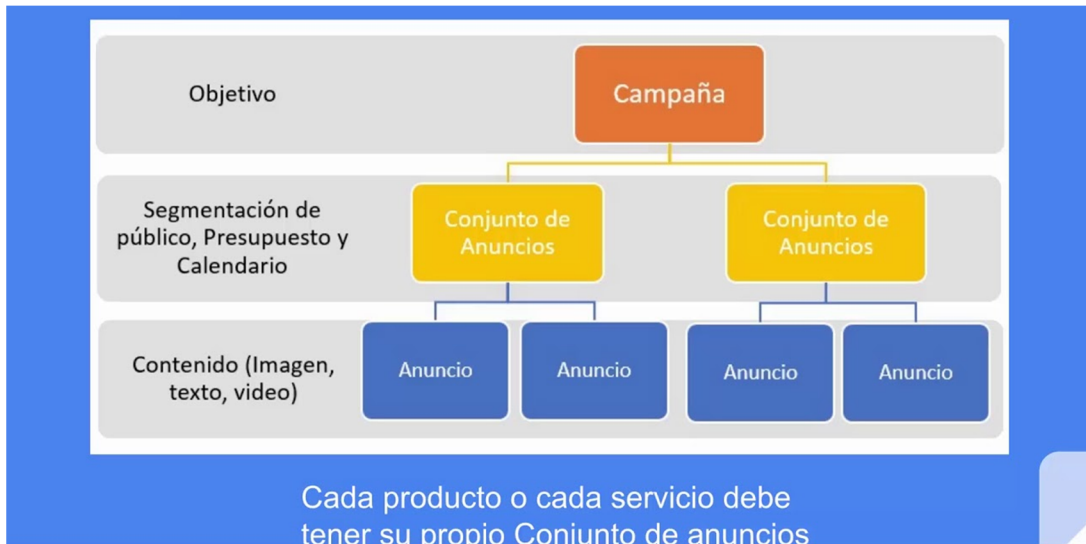 Objetivo
Campaña
Segmentación de
público, Presupuesto y
Calendario
Conjunto de
Anuncios
Conjunto de
Anuncios
Contenido (Imagen,
texto, video)
Anuncio
Anuncio
Anuncio
Anuncio
Cada producto o cada servicio debe
tener su propio Conjunto de anuncios